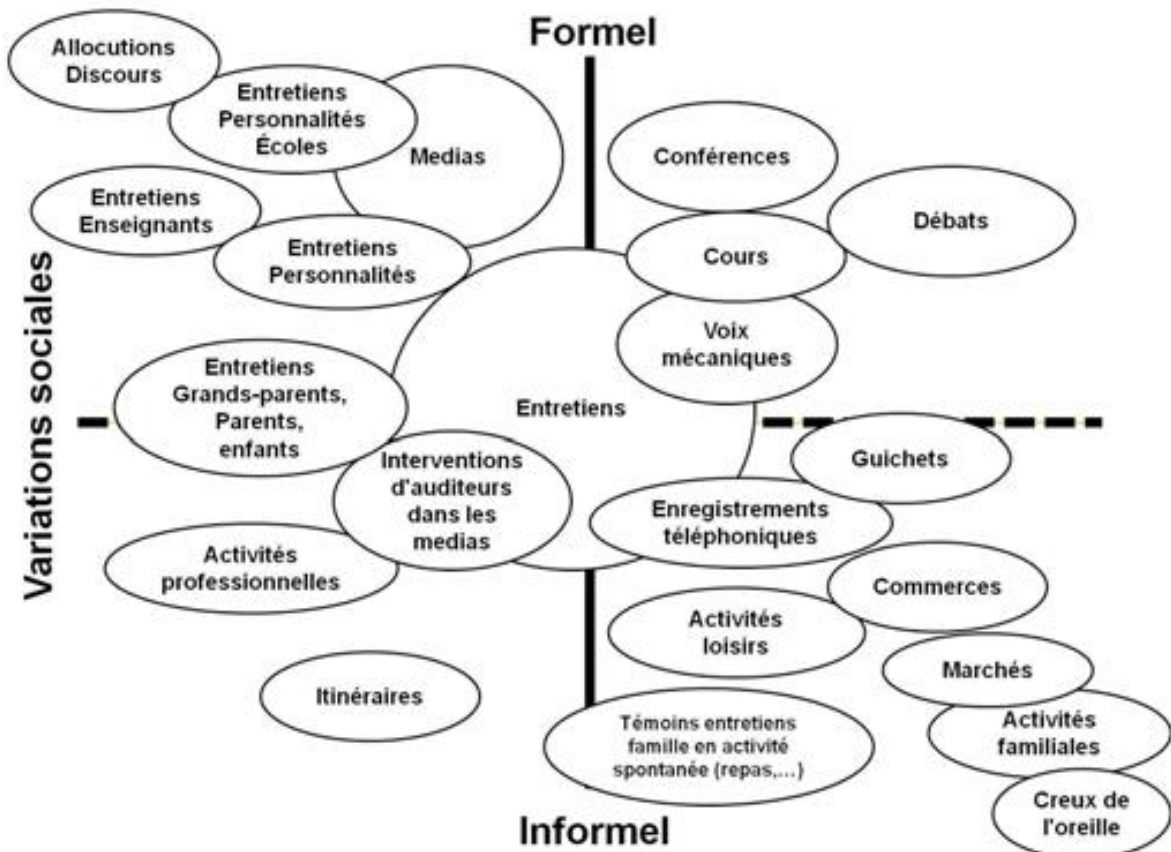 Formel
Allocutions
Discours
Entretiens
Personnalités
Écoles
Medias
Conférences
Entretiens
Enseignants
Débats
Entretiens
Personnalités
Cours
Voix
mécaniques
Variations sociales
Entretiens
Grands-parents,
Parents,
enfants
Entretiens
Interventions
d'auditeurs
dans les
medias
Guichets
Enregistrements
téléphoniques
Activités
professionnelles
Commerces
Activités
loisirs
Itinéraires
Marchés
Témoins entretiens
famille en activité
spontanée (repas,...)
Activités
familiales
Creux de
l'oreille
Informel